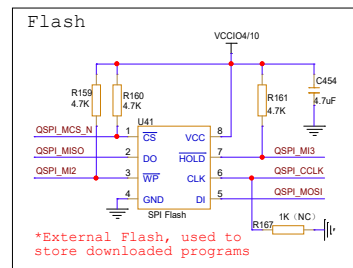 Flash
VCCIO4/10
R159
4.7K
R160
4.7K
U41
R161
4.7K
C454
4.7uF
QSPI_MCS_N
1
CS
VCC
8
QSPI_MISO
2
DO
HOLD
7
QSPI_MI3
QSPI_MI2
3
WP
CLK
6
QSPI_CCLK
4
GND
DI
5
QSPI_MOSI
SPI Flash
R167
1K（NC）
*External Flash, used to
store downloaded programs